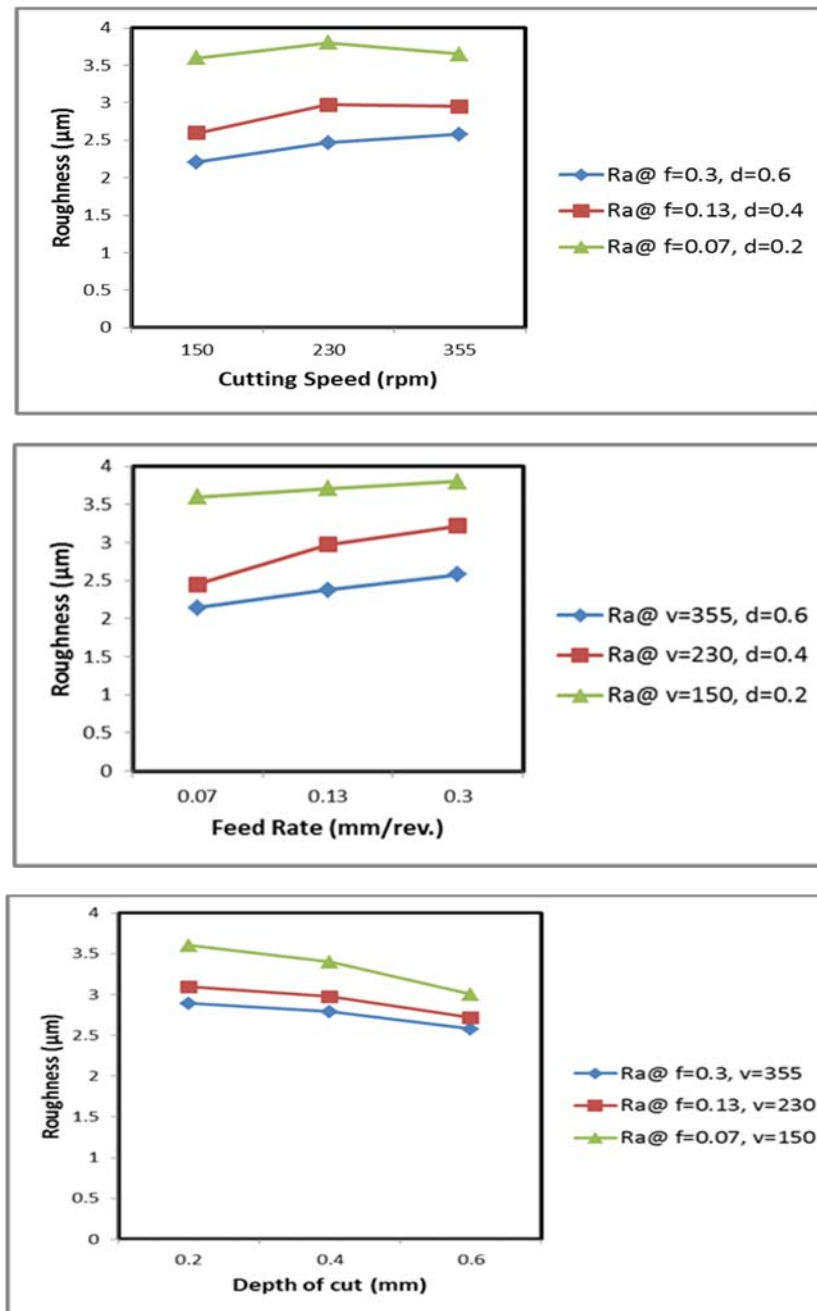 4
3.5
3
2.5
2
1.5
1
0.5
0
Roughness (µm)
150 230 355
Cutting Speed (rpm)
Ra@ f=0.3, d=0.6
Ra@ f=0.13, d=0.4
Ra@ f=0.07, d=0.2
4
3.5
3
2.5
2
1.5
1
0.5
0
Roughness (µm)
0.07 0.13 0.3
Feed Rate (mm/rev.)
Ra@ v=355, d=0.6
Ra@ v=230, d=0.4
Ra@ v=150, d=0.2
4
3.5
3
2.5
2
1.5
1
0.5
0
Roughness (µm)
0.2 0.4 0.6
Depth of cut (mm)
Ra@ f=0.3, v=355
Ra@ f=0.13, v=230
Ra@ f=0.07, v=150